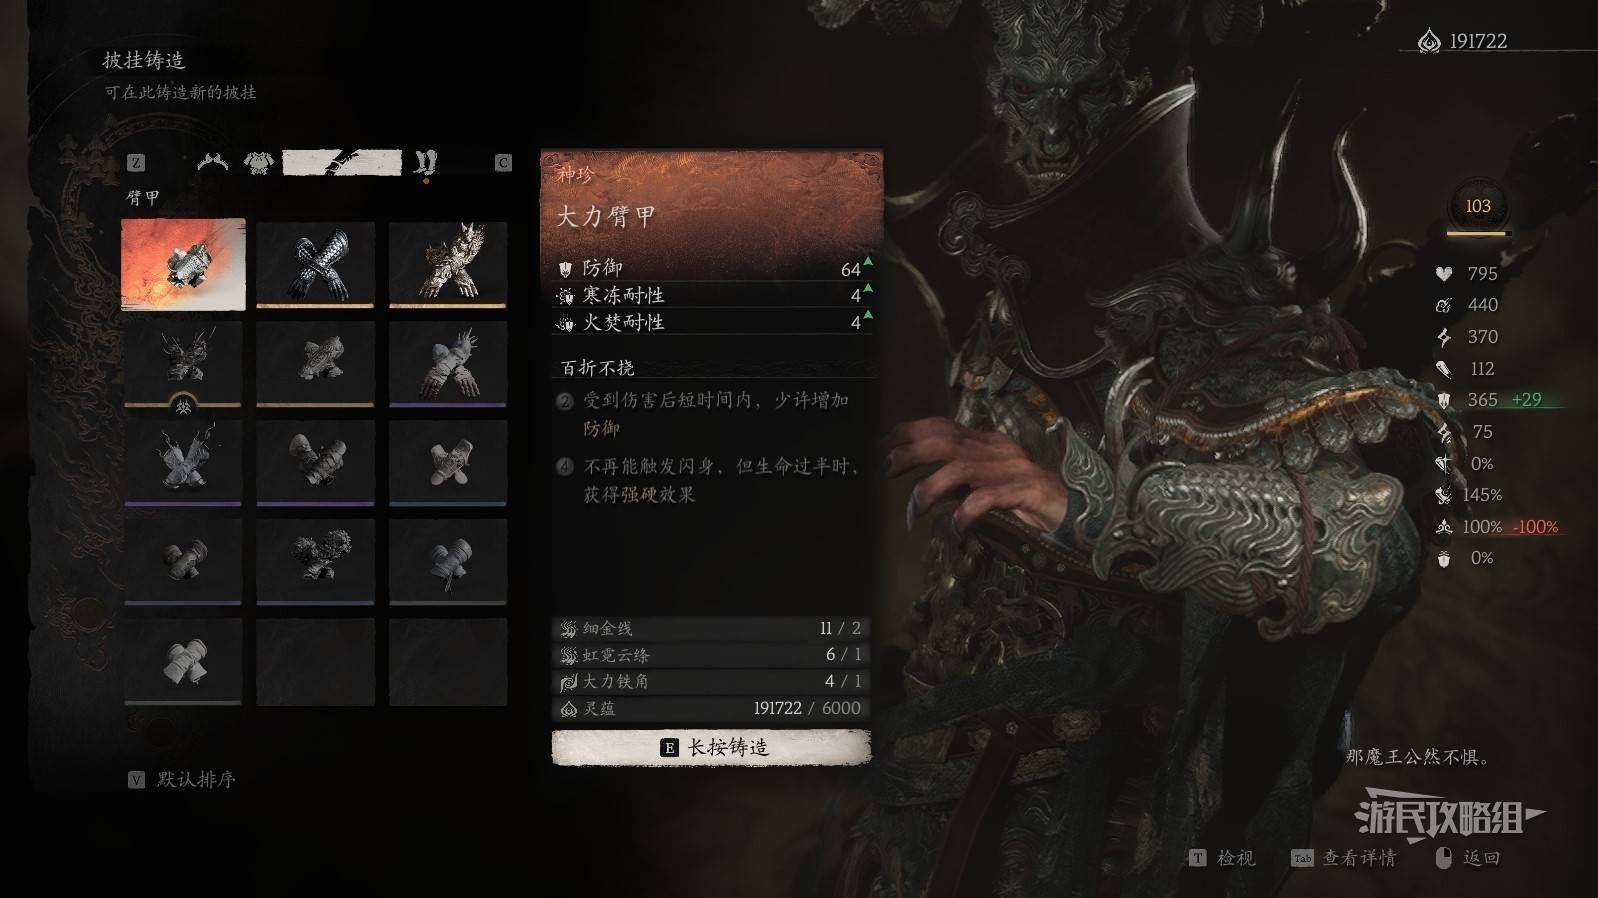 披挂铸造
可在此铸造新的披挂
191722
Z
C
臂甲
神珍
大力臂甲
防御 64
寒冻耐性 4
火焚耐性 4
百折不挠
2 受到伤害后短时间内，少许增加
防御
4 不再能触发闪身，但生命过半时，
获得强硬效果
细金线 11 / 2
虹霓云绦 6 / 1
大力铁角 4 / 1
灵蕴 191722 / 6000
E 长按铸造
V 默认排序
103
795
440
370
112
365 +29
75
0%
145%
100% -100%
0%
那魔王公然不惧。
游民攻略组
T 检视 Tab 查看详情 返回